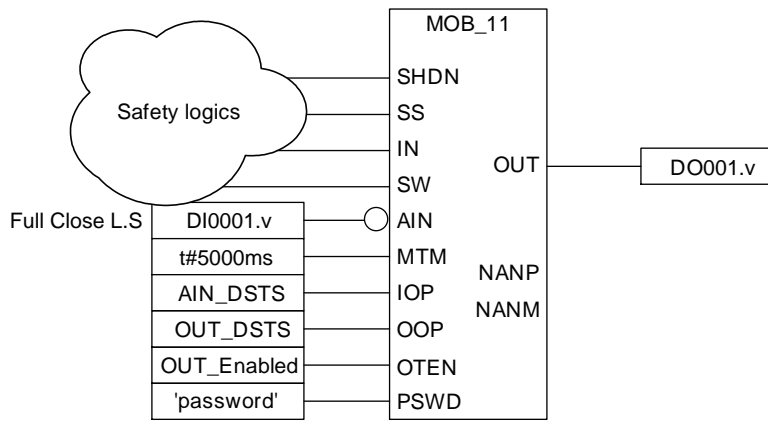 MOB_11
SHDN
Safety logics
SS
IN
OUT
DO001.v
SW
Full Close L.S
DI0001.v
AIN
t#5000ms
MTM
NANP
AIN_DSTS
IOP
NANM
OUT_DSTS
OOP
OUT_Enabled
OTEN
'password'
PSWD